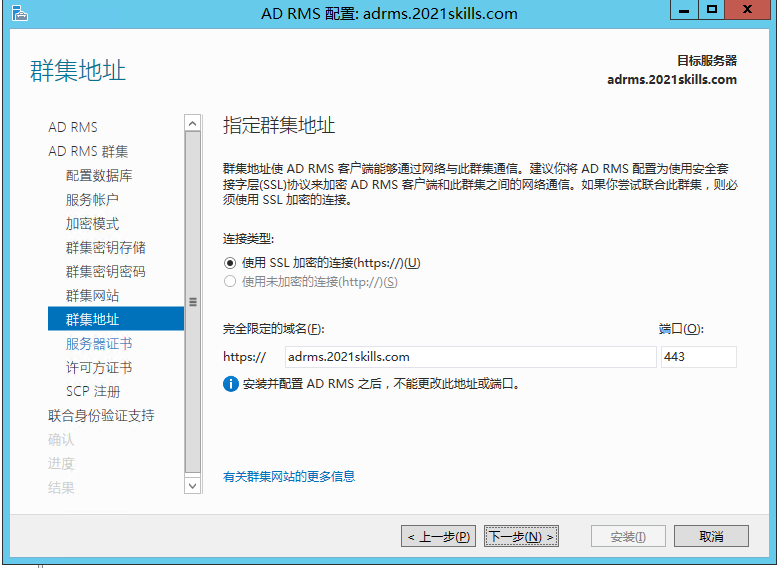 AD RMS 配置: adrms.2021skills.com
群集地址
目标服务器
adrms.2021skills.com
AD RMS
AD RMS 群集
配置数据库
服务帐户
加密模式
群集密钥存储
群集密钥密码
群集网站
群集地址
服务器证书
许可方证书
SCP 注册
联合身份验证支持
确认
进度
结果
指定群集地址
群集地址使 AD RMS 客户端能够通过网络与此群集通信。建议你将 AD RMS 配置为使用安全套
接字层(SSL)协议来加密 AD RMS 客户端和此群集之间的网络通信。如果你尝试联合此群集，则必
须使用 SSL 加密的连接。
连接类型:
使用 SSL 加密的连接(https://)(U)
使用未加密的连接(http://)(S)
完全限定的域名(F): 端口(O):
https:// adrms.2021skills.com 443
安装并配置 AD RMS 之后，不能更改此地址或端口。
有关群集网站的更多信息
< 上一步(P) 下一步(N) > 安装(I) 取消